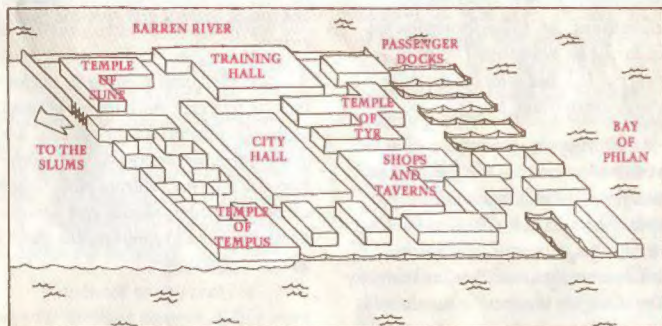 BARREN RIVER
PASSENGER
DOCKS
TRAINING
HALL
TEMPLE
OF
SUNE
TEMPLE
OF
TYR
BAY
OF
PHLAN
CITY
HALL
TO THE
SLUMS
SHOPS
AND
TAVERNS
TEMPLE
OF
TEMPUS